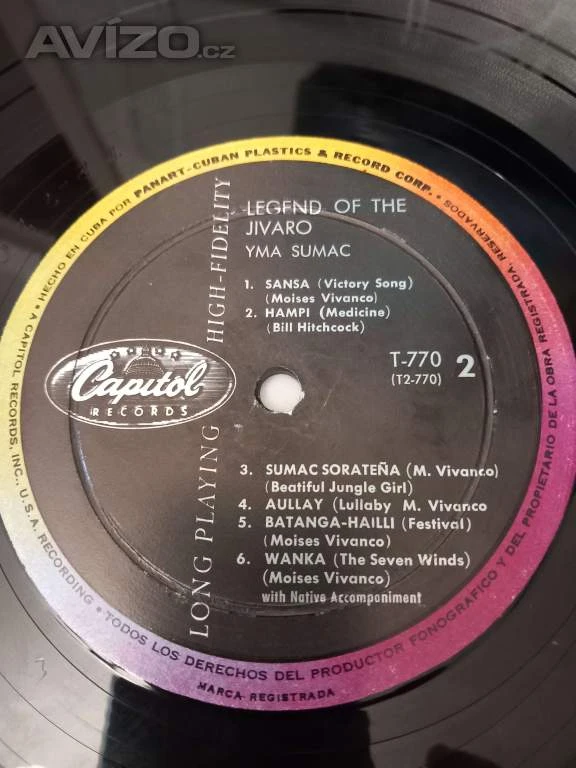 AVÍZO.cz
HECHO EN CUBA POR PANART-CUBAN PLASTICS & RECORD CORP. •
• A CAPITOL RECORDS, INC., U.S.A. RECORDING •
TODOS LOS DERECHOS DEL PRODUCTOR FONOGRAFICO Y DEL PROPIETARIO DE LA OBRA REGISTRADA, RESERVADOS
MARCA REGISTRADA
LONG PLAYING HIGH-FIDELITY
Capitol
RECORDS
LEGEND OF THE
JIVARO
YMA SUMAC
1. SANSA (Victory Song)
(Moises Vivanco)
2. HAMPI (Medicine)
(Bill Hitchcock)
T-770 2
(T2-770)
3. SUMAC SORATEÑA (M. Vivanco)
(Beatiful Jungle Girl)
4. AULLAY (Lullaby M. Vivanco
5. BATANGA-HAILLI (Festival)
(Moises Vivanco)
6. WANKA (The Seven Winds)
(Moises Vivanco)
with Native Accompaniment